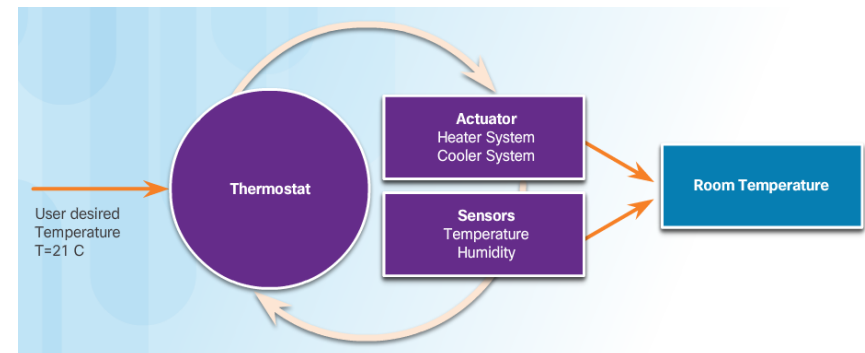 User desired
Temperature
T=21 C
Thermostat
Actuator
Heater System
Cooler System
Sensors
Temperature
Humidity
Room Temperature